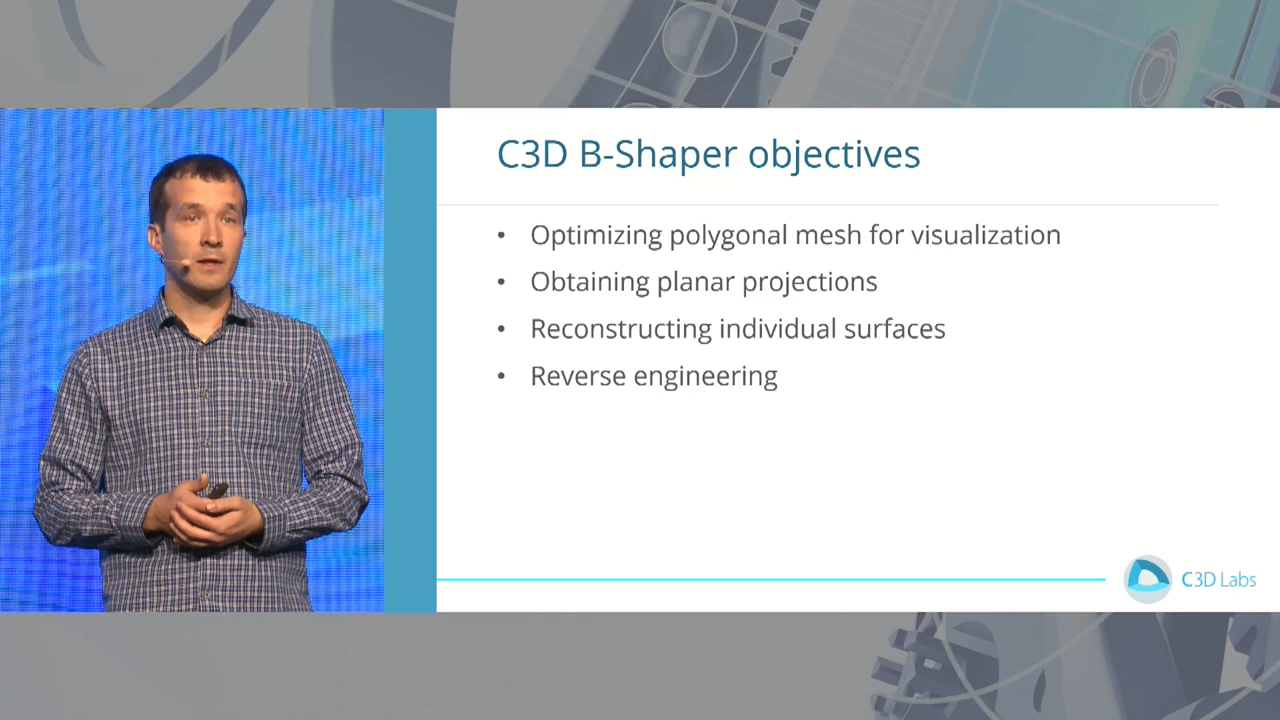 C3D B-Shaper objectives
• Optimizing polygonal mesh for visualization
• Obtaining planar projections
• Reconstructing individual surfaces
• Reverse engineering
C3D Labs